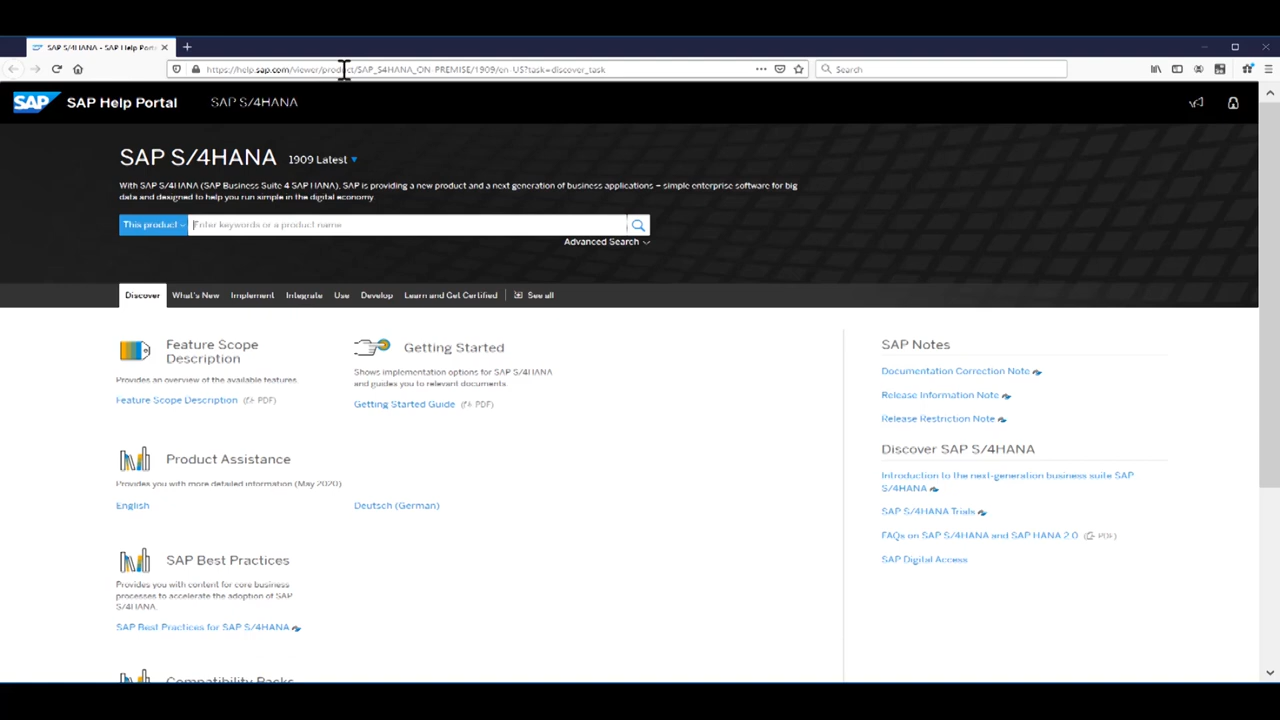 SAP S/4HANA - SAP Help Porta
https://help.sap.com/viewer/product/SAP_S4HANA_ON-PREMISE/1909/en-US?task=discover_task
Search
SAP
SAP Help Portal
SAP S/4HANA
SAP S/4HANA
1909 Latest
With SAP S/4HANA (SAP Business Suite 4 SAP HANA), SAP is providing a new product and a next generation of business applications – simple enterprise software for big
data and designed to help you run simple in the digital economy.
This product
Enter keywords or a product name
Advanced Search
Discover
What's New
Implement
Integrate
Use
Develop
Learn and Get Certified
See all
Feature Scope
Description
Provides an overview of the available features.
Feature Scope Description (PDF)
Getting Started
Shows implementation options for SAP S/4HANA
and guides you to relevant documents.
Getting Started Guide (PDF)
Product Assistance
Provides you with more detailed information (May 2020)
English
Deutsch (German)
SAP Best Practices
Provides you with content for core business
processes to accelerate the adoption of SAP
S/4HANA.
SAP Best Practices for SAP S/4HANA
Compatibility Packs
SAP Notes
Documentation Correction Note
Release Information Note
Release Restriction Note
Discover SAP S/4HANA
Introduction to the next-generation business suite SAP
S/4HANA
SAP S/4HANA Trials
FAQs on SAP S/4HANA and SAP HANA 2.0 (PDF)
SAP Digital Access